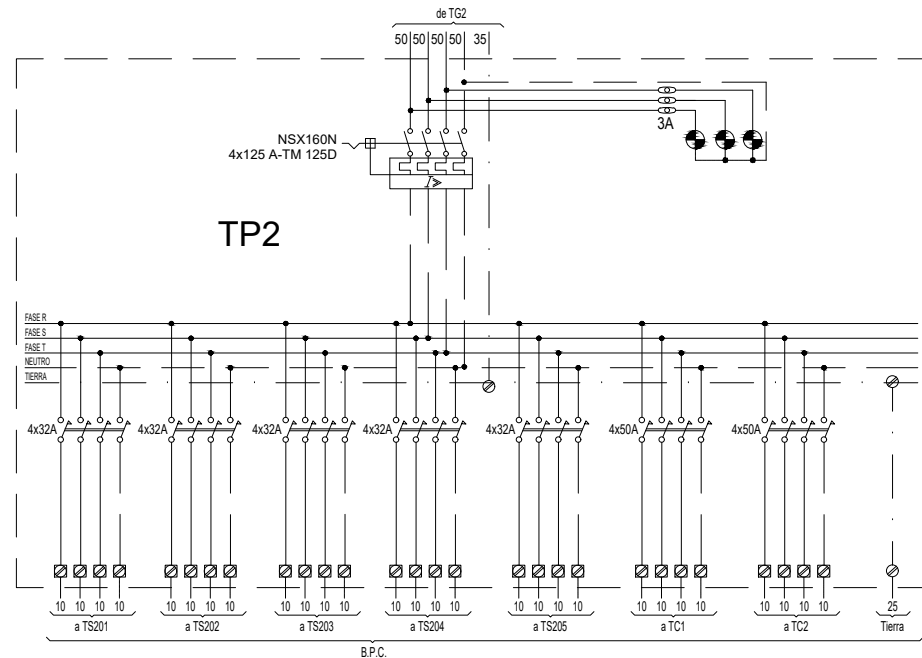 de TG2
50 50 50 50 35
3A
NSX160N
4x125 A-TM 125D
I>
TP2
FASE R
FASE S
FASE T
NEUTRO
TIERRA
4x32A 4x32A 4x32A 4x32A 4x32A 4x50A 4x50A
10 10 10 10 10 10 10 10 10 10 10 10 10 10 10 10 10 10 10 10 10 10 10 10 10 10 10 10 25
a TS201 a TS202 a TS203 a TS204 a TS205 a TC1 a TC2 Tierra
B.P.C.